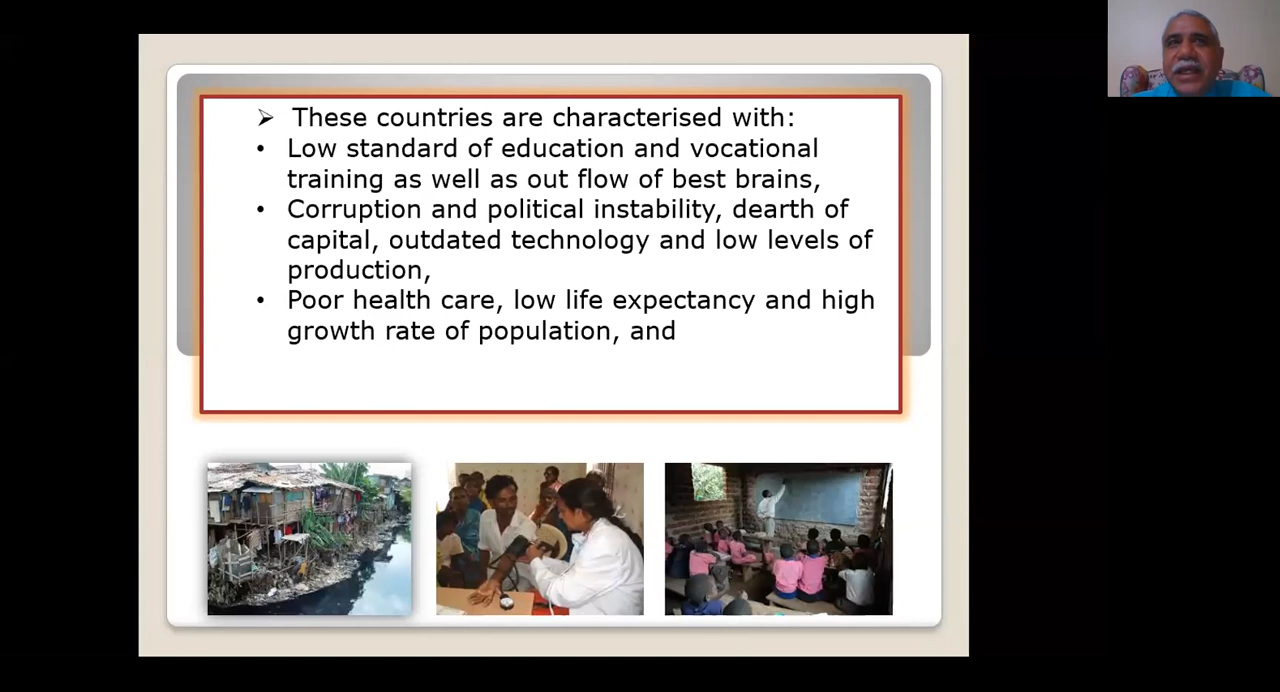 ➢ These countries are characterised with:
• Low standard of education and vocational
training as well as out flow of best brains,
• Corruption and political instability, dearth of
capital, outdated technology and low levels of
production,
• Poor health care, low life expectancy and high
growth rate of population, and